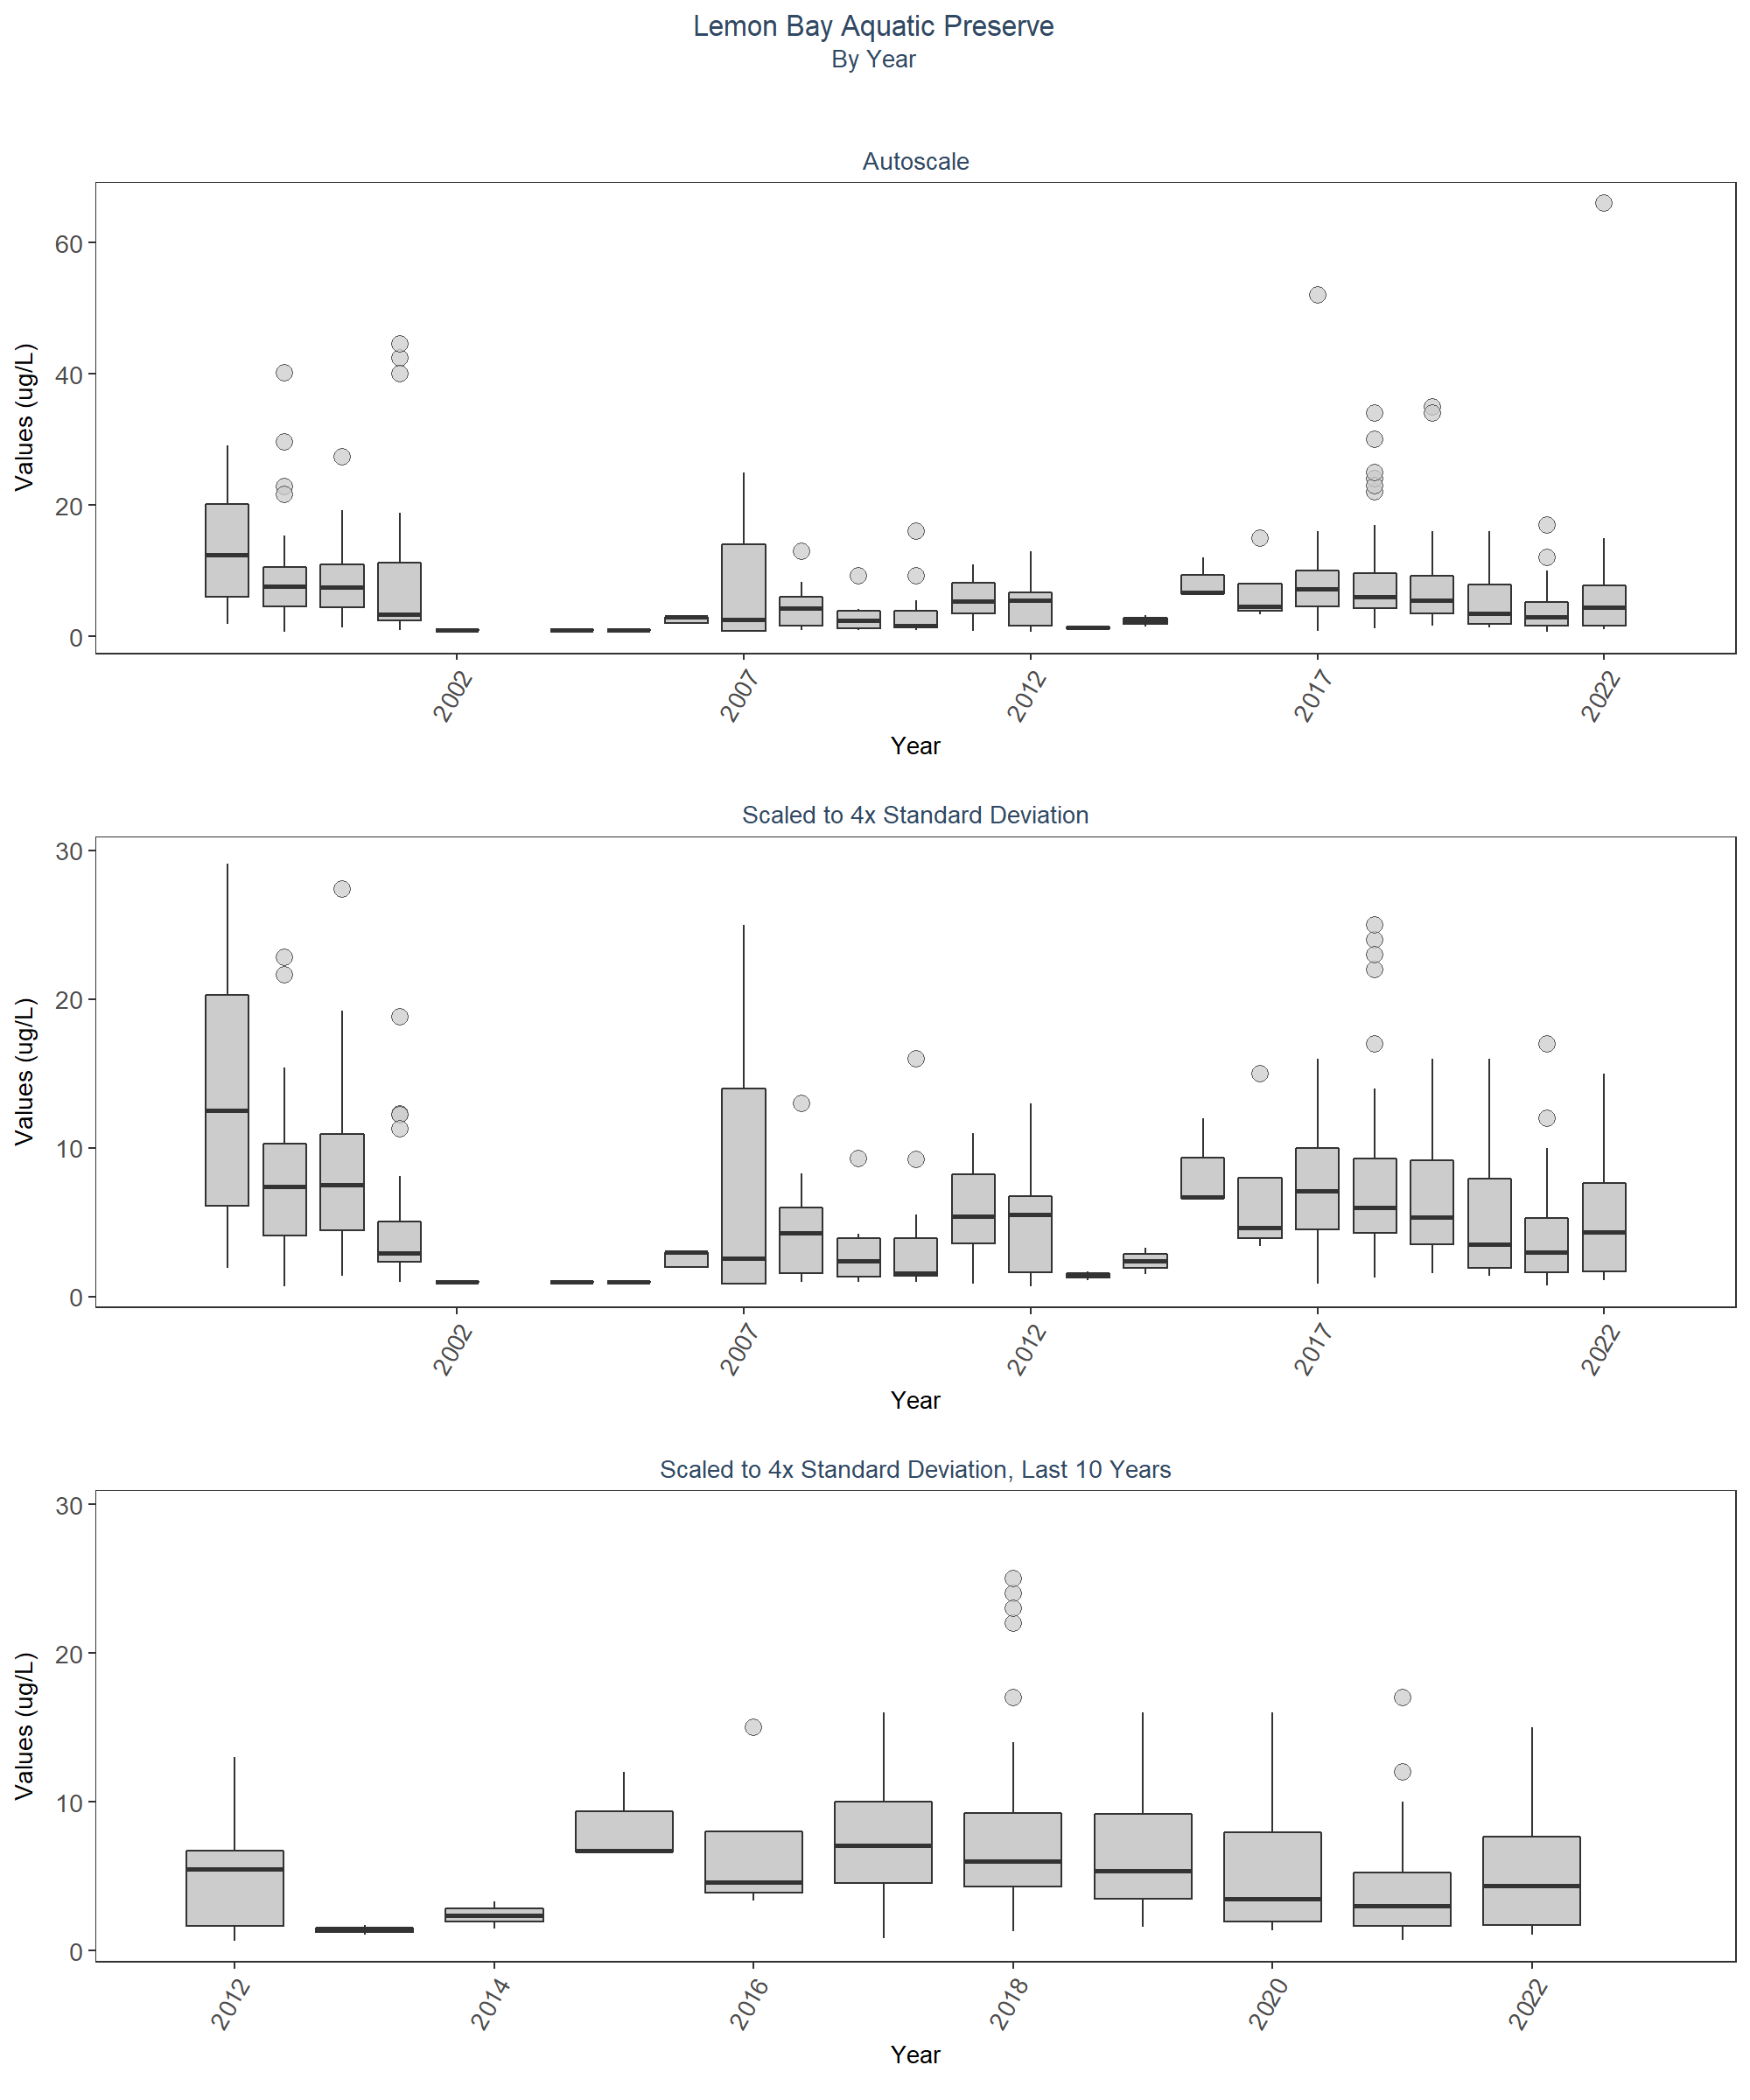 Lemon Bay Aquatic Preserve
By Year
Autoscale
Values (ug/L)
60
40
20
0
2002
2007
2012
2017
2022
Year
Scaled to 4x Standard Deviation
Values (ug/L)
30
20
10
0
2002
2007
2012
2017
2022
Year
Scaled to 4x Standard Deviation, Last 10 Years
Values (ug/L)
30
20
10
0
2012
2014
2016
2018
2020
2022
Year